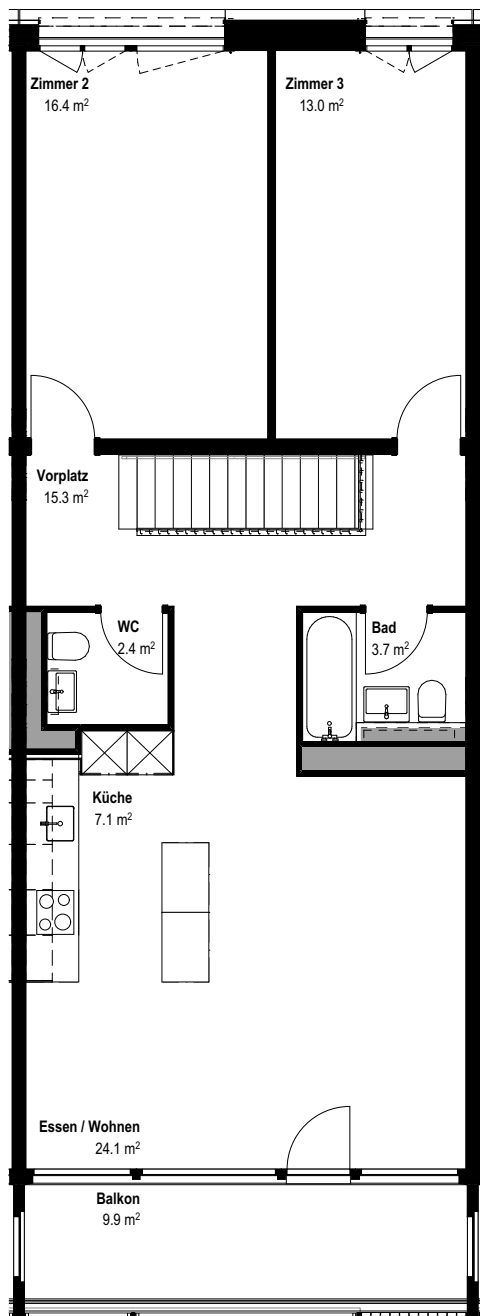 Zimmer 2
16.4 m²
Zimmer 3
13.0 m²
Vorplatz
15.3 m²
WC
2.4 m²
Bad
3.7 m²
Küche
7.1 m²
Essen / Wohnen
24.1 m²
Balkon
9.9 m²